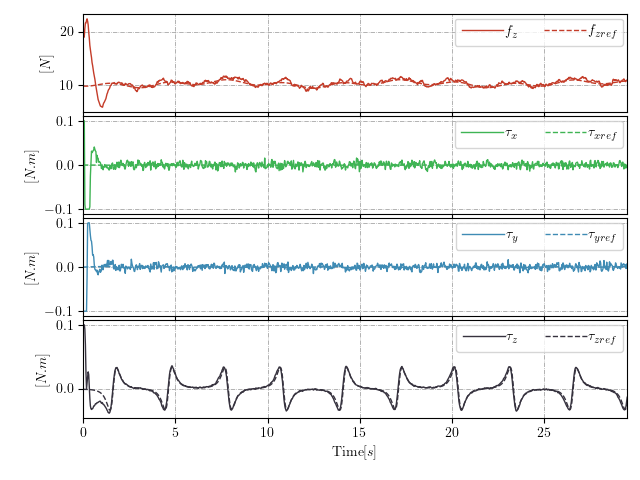 20
10
[N]
f_z f_zref
0.1
0.0
−0.1
[N.m]
τ_x τ_xref
0.1
0.0
−0.1
[N.m]
τ_y τ_yref
0.1
0.0
[N.m]
τ_z τ_zref
0 5 10 15 20 25
Time[s]